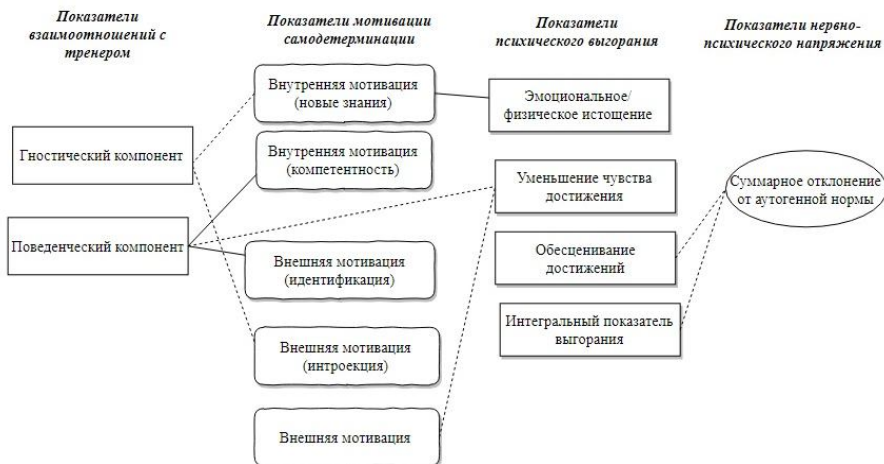 Показатели
взаимоотношений с
тренером
Показатели мотивации
самодетерминации
Показатели
психического выгорания
Показатели нервно-
психического напряжения
Гностический компонент
Поведенческий компонент
Внутренняя мотивация
(новые знания)
Внутренняя мотивация
(компетентность)
Внешняя мотивация
(идентификация)
Внешняя мотивация
(интроекция)
Внешняя мотивация
Эмоциональное/
физическое истощение
Уменьшение чувства
достижения
Обесценивание
достижений
Интегральный показатель
выгорания
Суммарное отклонение
от аутогенной нормы